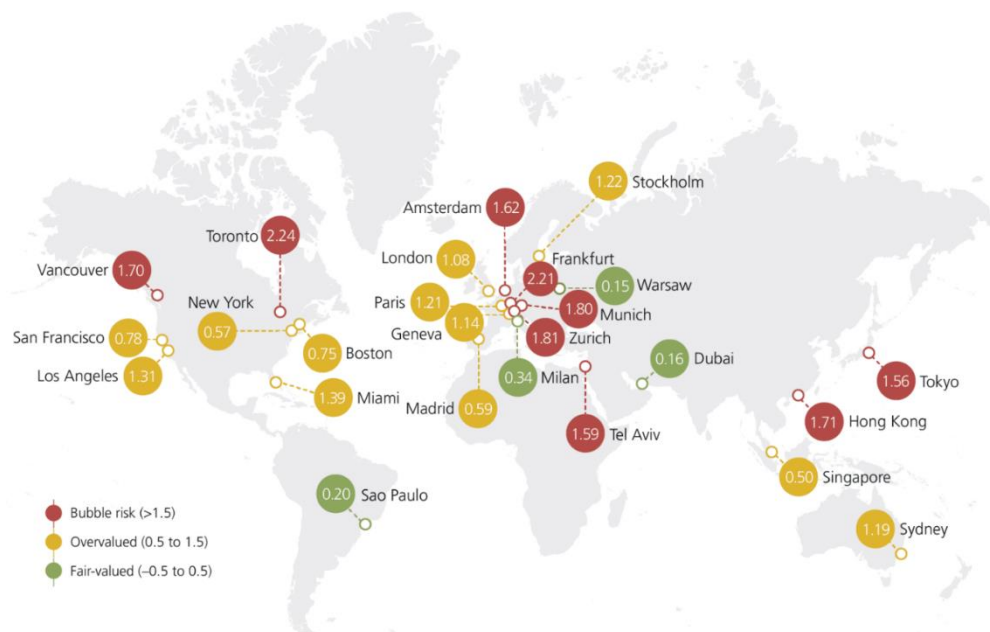 Stockholm
1.22
Amsterdam
1.62
Toronto
2.24
London
1.08
Frankfurt
2.21
Vancouver
1.70
Warsaw
0.15
New York
0.57
Paris
1.21
Munich
1.80
Geneva
1.14
Zurich
1.81
San Francisco
0.78
Boston
0.75
Dubai
0.16
Los Angeles
1.31
Milan
0.34
Tokyo
1.56
Miami
1.39
Madrid
0.59
Hong Kong
1.71
Tel Aviv
1.59
Singapore
0.50
Sao Paulo
0.20
Sydney
1.19
Bubble risk (>1.5)
Overvalued (0.5 to 1.5)
Fair-valued (–0.5 to 0.5)